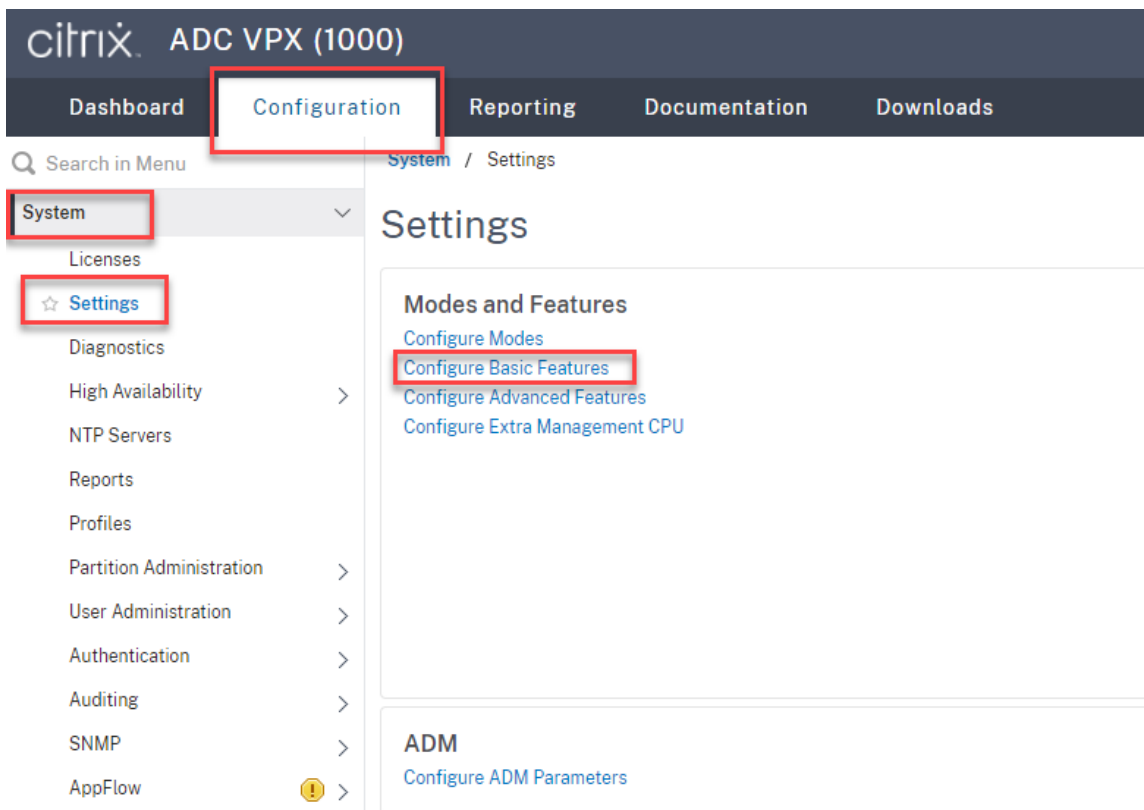 citrix. ADC VPX (1000)
Dashboard Configuration Reporting Documentation Downloads
Search in Menu
System / Settings
System
Settings
Licenses
Settings
Diagnostics
High Availability
NTP Servers
Reports
Profiles
Partition Administration
User Administration
Authentication
Auditing
SNMP
AppFlow
Modes and Features
Configure Modes
Configure Basic Features
Configure Advanced Features
Configure Extra Management CPU
ADM
Configure ADM Parameters